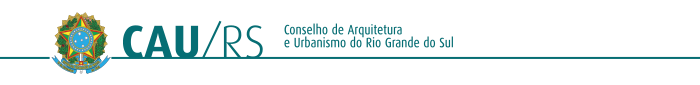 CAU/RS
Conselho de Arquitetura
e Urbanismo do Rio Grande do Sul